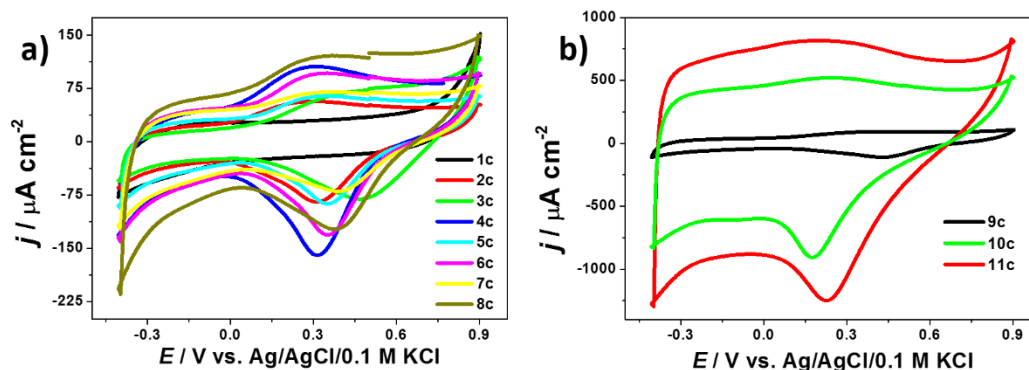 a)
j / μA cm-2
150
75
0
-75
-150
-225
-0.3
0.0
0.3
0.6
0.9
E / V vs. Ag/AgCl/0.1 M KCl
1c
2c
3c
4c
5c
6c
7c
8c
b)
j / μA cm-2
1000
500
0
-500
-1000
-0.3
0.0
0.3
0.6
0.9
E / V vs. Ag/AgCl/0.1 M KCl
9c
10c
11c